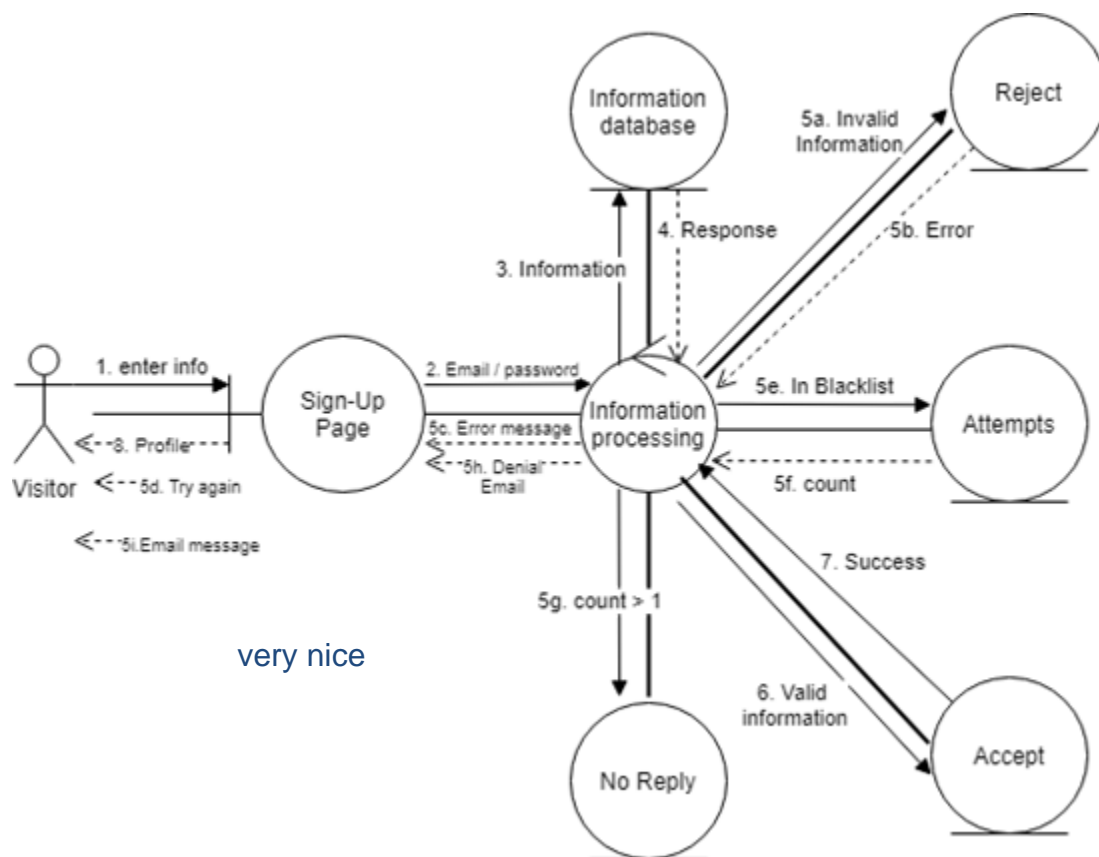 Information
database
Reject
5a. Invalid
Information
4. Response
5b. Error
3. Information
1. enter info
2. Email / password
5e. In Blacklist
Sign-Up
Page
Information
processing
Attempts
8. Profile
5c. Error message
5h. Denial
Email
5f. count
Visitor
5d. Try again
5i.Email message
7. Success
5g. count > 1
very nice
6. Valid
information
No Reply
Accept